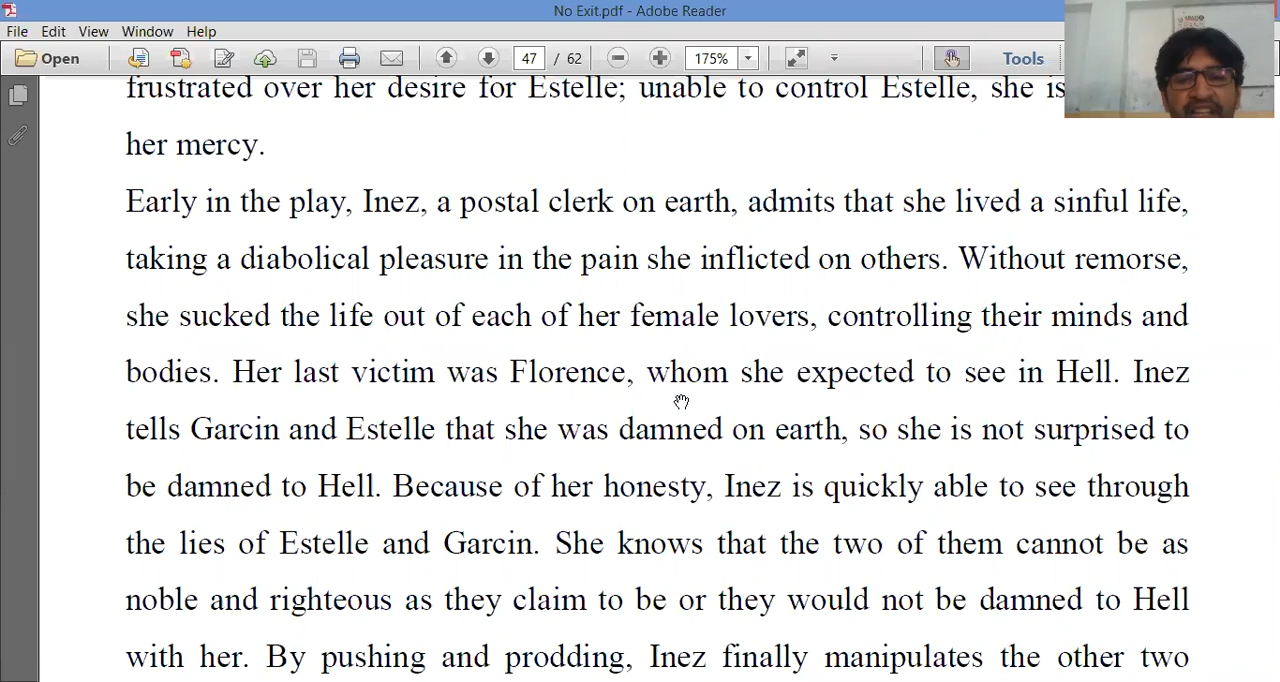 No Exit.pdf - Adobe Reader
File Edit View Window Help
Open 47 / 62 175% Tools
frustrated over her desire for Estelle; unable to control Estelle, she is
her mercy.
Early in the play, Inez, a postal clerk on earth, admits that she lived a sinful life,
taking a diabolical pleasure in the pain she inflicted on others. Without remorse,
she sucked the life out of each of her female lovers, controlling their minds and
bodies. Her last victim was Florence, whom she expected to see in Hell. Inez
tells Garcin and Estelle that she was damned on earth, so she is not surprised to
be damned to Hell. Because of her honesty, Inez is quickly able to see through
the lies of Estelle and Garcin. She knows that the two of them cannot be as
noble and righteous as they claim to be or they would not be damned to Hell
with her. By pushing and prodding, Inez finally manipulates the other two